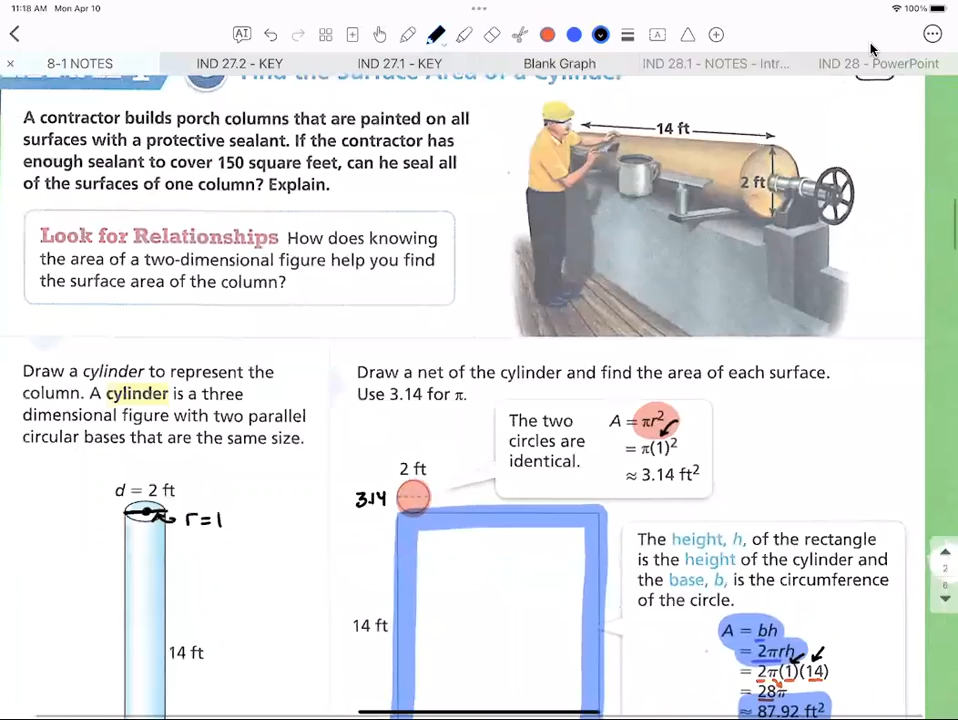 11:18 AM Mon Apr 10
100%
AI
A
× 8-1 NOTES
IND 27.2 - KEY
IND 27.1 - KEY
Blank Graph
IND 28.1 - NOTES - Intr...
IND 28 - PowerPoint
Find the Surface Area of a Cylinder
A contractor builds porch columns that are painted on all
surfaces with a protective sealant. If the contractor has
enough sealant to cover 150 square feet, can he seal all
of the surfaces of one column? Explain.
14 ft
2 ft
Look for Relationships How does knowing
the area of a two-dimensional figure help you find
the surface area of the column?
Draw a cylinder to represent the
column. A cylinder is a three
dimensional figure with two parallel
circular bases that are the same size.
d = 2 ft
r=1
14 ft
Draw a net of the cylinder and find the area of each surface.
Use 3.14 for π.
The two
circles are
identical.
A = πr²
= π(1)²
≈ 3.14 ft²
2 ft
3.14
14 ft
The height, h, of the rectangle
is the height of the cylinder and
the base, b, is the circumference
of the circle.
A = bh
= 2πrh
= 2π(1)(14)
= 28π
≈ 87.92 ft²
2
6